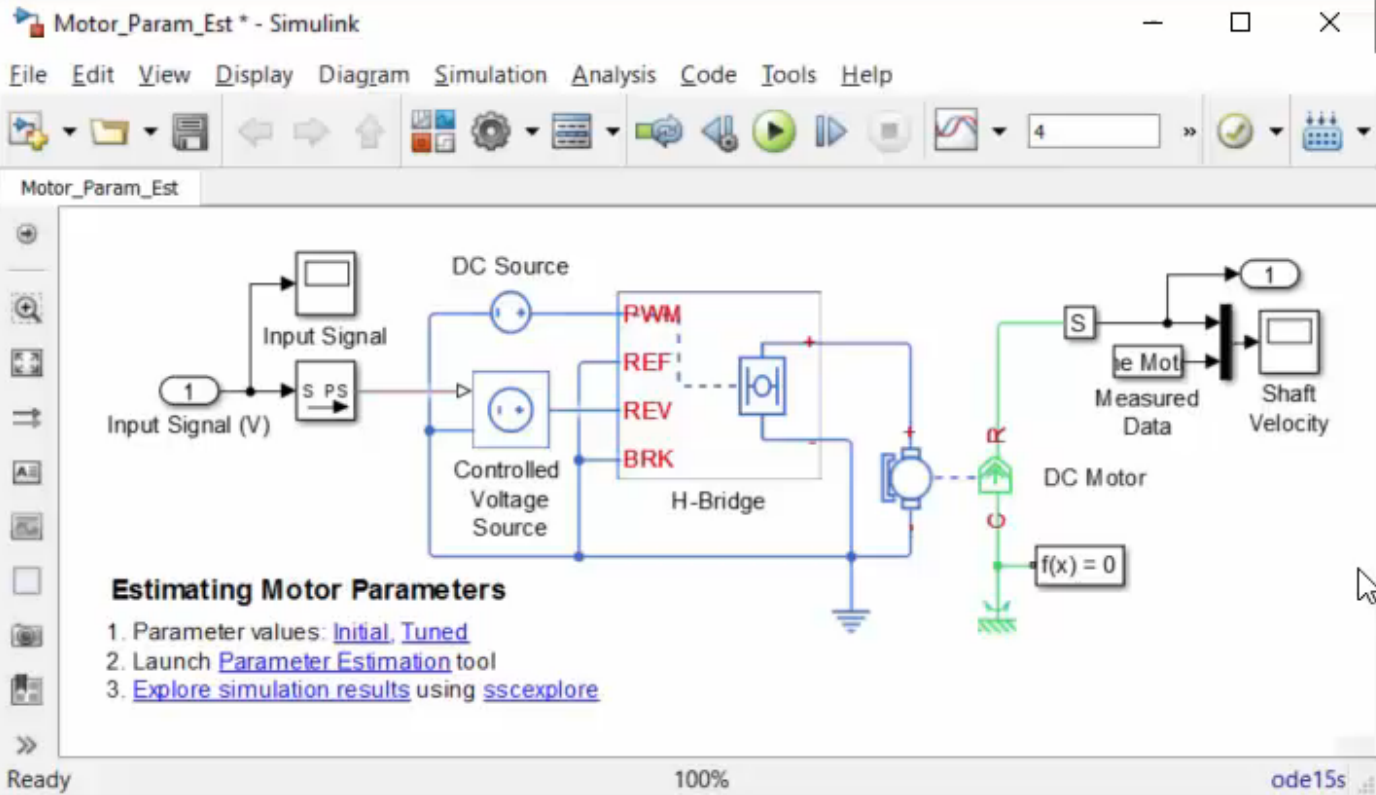 Motor_Param_Est * - Simulink
File Edit View Display Diagram Simulation Analysis Code Tools Help
4
»
Motor_Param_Est
DC Source
1
PWM
Input Signal
S
REF
+
e Mot
1
S PS
REV
Measured
Data
Shaft
Velocity
Input Signal (V)
+
R
BRK
Controlled
Voltage
Source
H-Bridge
DC Motor
-
C
f(x) = 0
Estimating Motor Parameters
1. Parameter values: Initial, Tuned
2. Launch Parameter Estimation tool
3. Explore simulation results using sscexplore
Ready 100% ode15s